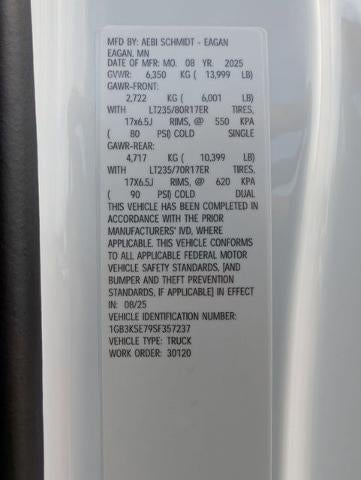 MFD BY: AEBI SCHMIDT - EAGAN
EAGAN, MN
DATE OF MFR: MO. 08 YR. 2025
GVWR: 6,350 KG ( 13,999 LB)
GAWR-FRONT:
2,722 KG ( 6,001 LB)
WITH LT235/80R17ER TIRES,
17x6.5J RIMS, @ 550 KPA
( 80 PSI) COLD SINGLE
GAWR-REAR:
4,717 KG ( 10,399 LB)
WITH LT235/70R17ER TIRES,
17X6.5J RIMS, @ 620 KPA
( 90 PSI) COLD DUAL
THIS VEHICLE HAS BEEN COMPLETED IN
ACCORDANCE WITH THE PRIOR
MANUFACTURERS' IVD, WHERE
APPLICABLE. THIS VEHICLE CONFORMS
TO ALL APPLICABLE FEDERAL MOTOR
VEHICLE SAFETY STANDARDS, [AND
BUMPER AND THEFT PREVENTION
STANDARDS, IF APPLICABLE] IN EFFECT
IN: 08/25
VEHICLE IDENTIFICATION NUMBER:
1GB3KSE79SF357237
VEHICLE TYPE: TRUCK
WORK ORDER: 30120